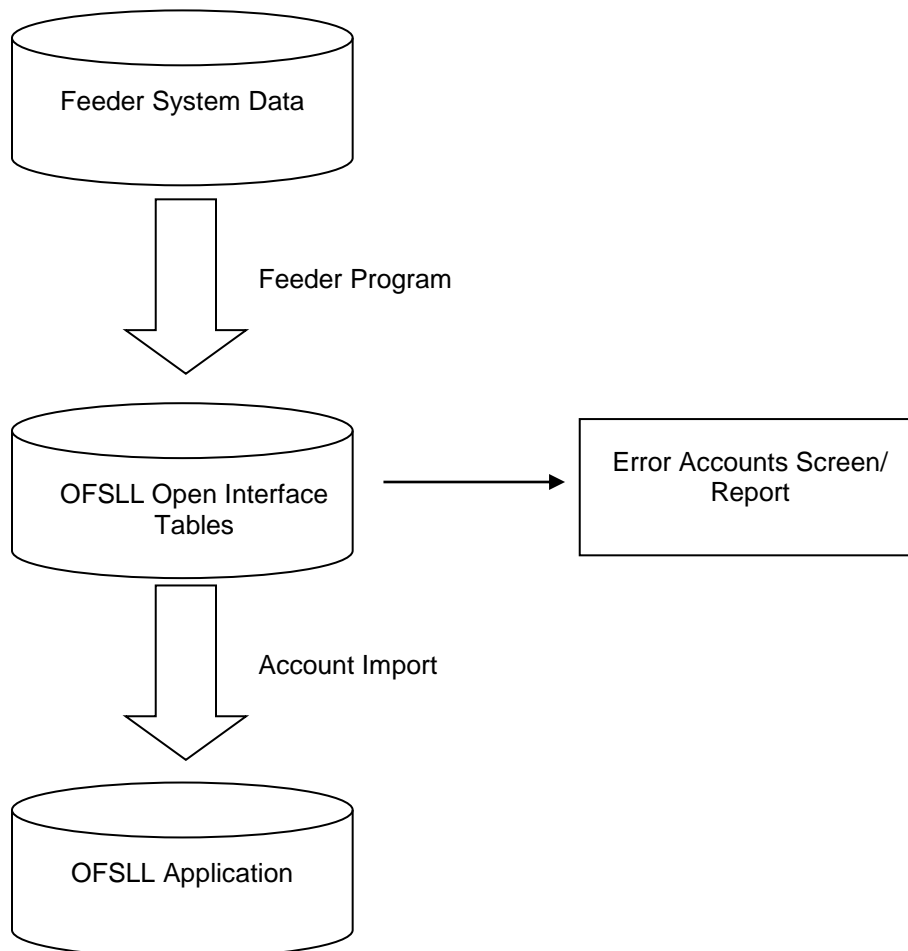 Feeder System Data
Feeder Program
OFSLL Open Interface
Tables
Error Accounts Screen/
Report
Account Import
OFSLL Application